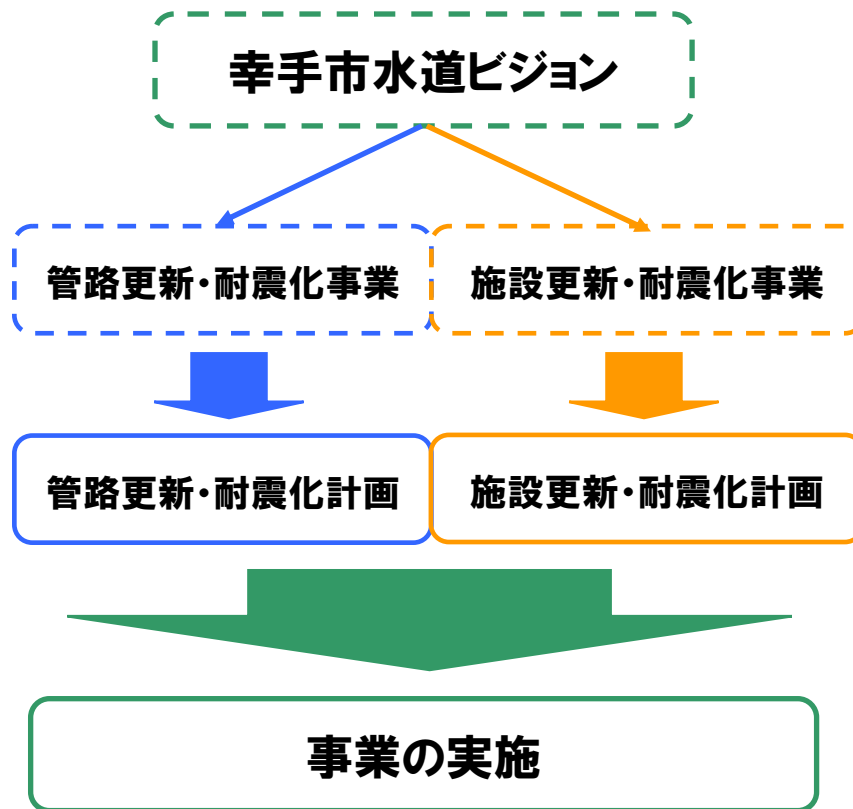 幸手市水道ビジョン
管路更新・耐震化事業
施設更新・耐震化事業
管路更新・耐震化計画
施設更新・耐震化計画
事業の実施